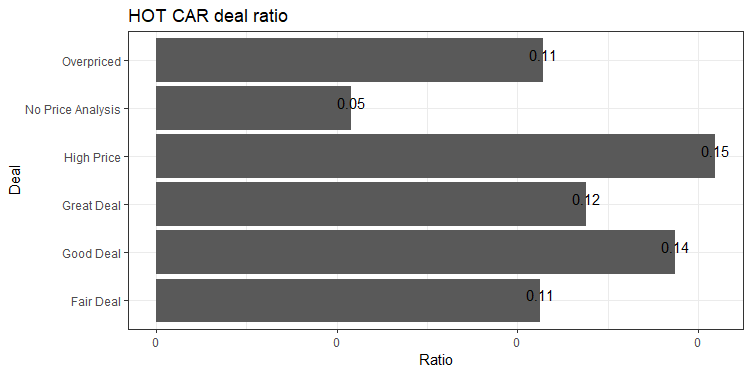 HOT CAR deal ratio
Overpriced
0.11
No Price Analysis
0.05
High Price
0.15
Great Deal
0.12
Good Deal
0.14
Fair Deal
0.11
Deal
0 0 0 0
Ratio